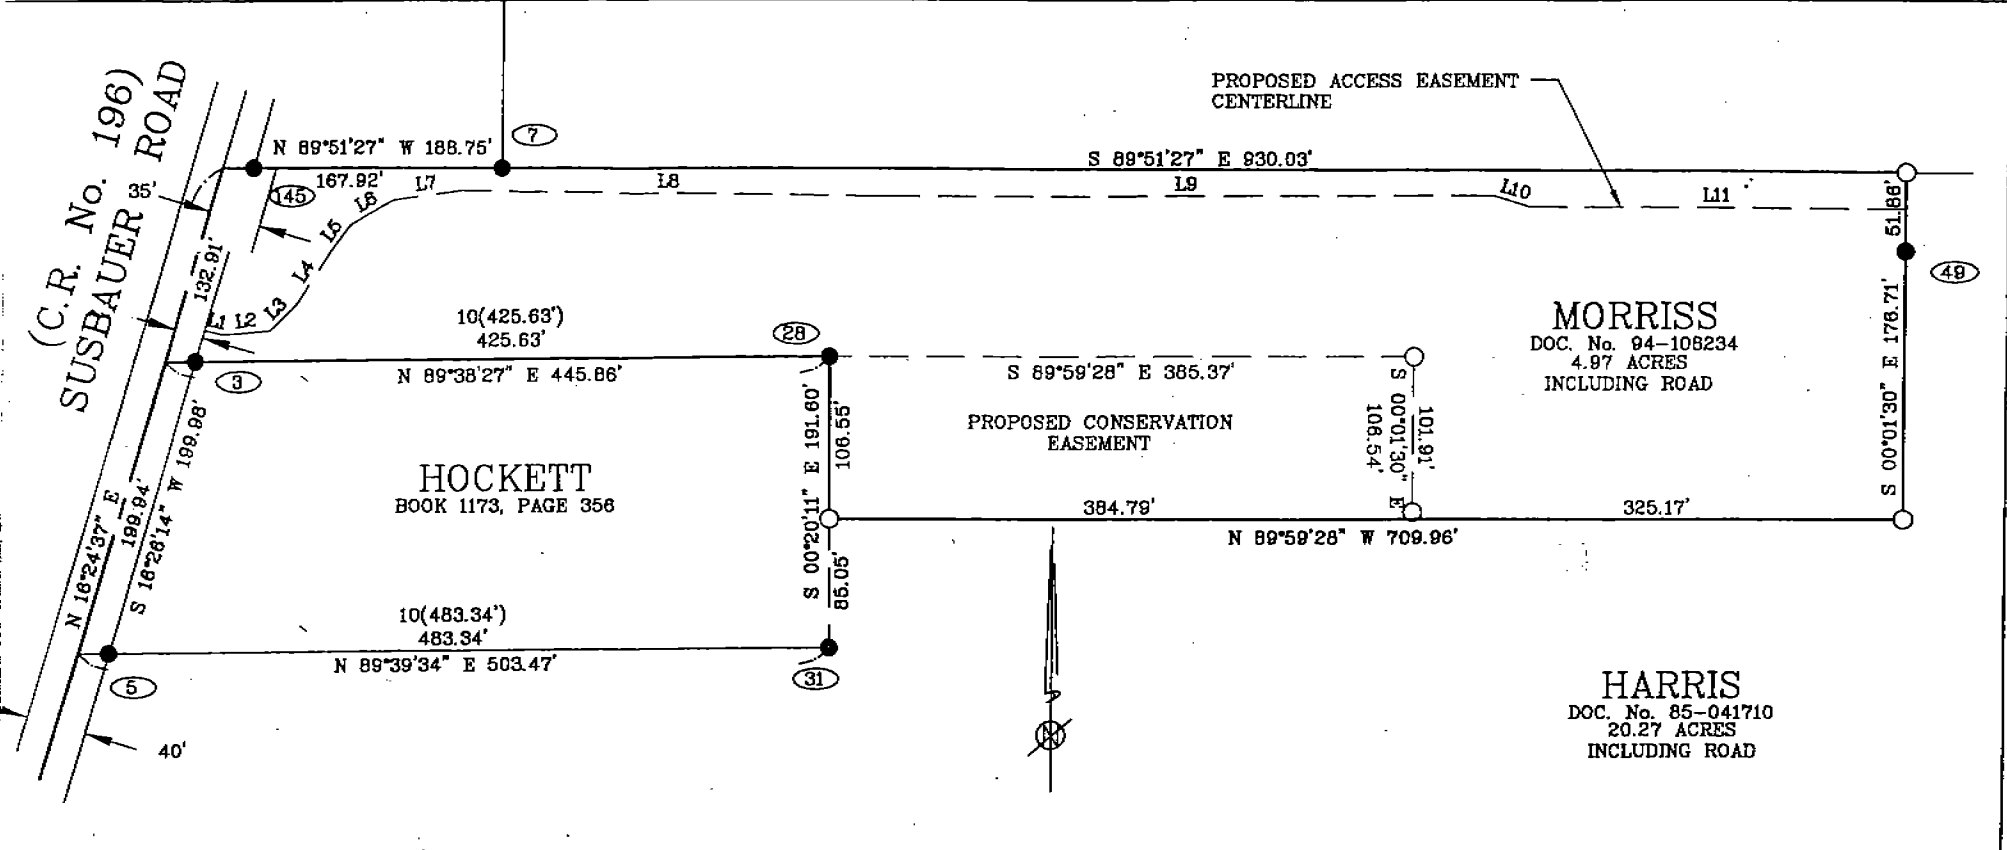 (C.R. No. 196)
SUSBAUER ROAD
PROPOSED ACCESS EASEMENT
CENTERLINE
7
N 89°51'27" W 188.75'
S 89°51'27" E 930.03'
167.92'
L7
L8
L9
L10
L11
35'
145
L6
L5
L4
L3
L2
L1
132.91'
51.88'
49
10(425.63')
425.63'
28
N 89°38'27" E 445.86'
3
S 89°59'28" E 385.37'
MORRISS
DOC. No. 94-108234
4.97 ACRES
INCLUDING ROAD
S 00°01'30" E 178.71'
PROPOSED CONSERVATION
EASEMENT
S 00°20'11" E 191.60'
106.55'
85.05'
S 00°01'30" E
101.91'
106.54'
HOCKETT
BOOK 1173, PAGE 356
384.79'
325.17'
N 89°59'28" W 709.96'
N 16°24'37" E
199.94'
S 16°26'14" W 199.98'
10(483.34')
483.34'
N 89°39'34" E 503.47'
5
31
40'
N
HARRIS
DOC. No. 85-041710
20.27 ACRES
INCLUDING ROAD